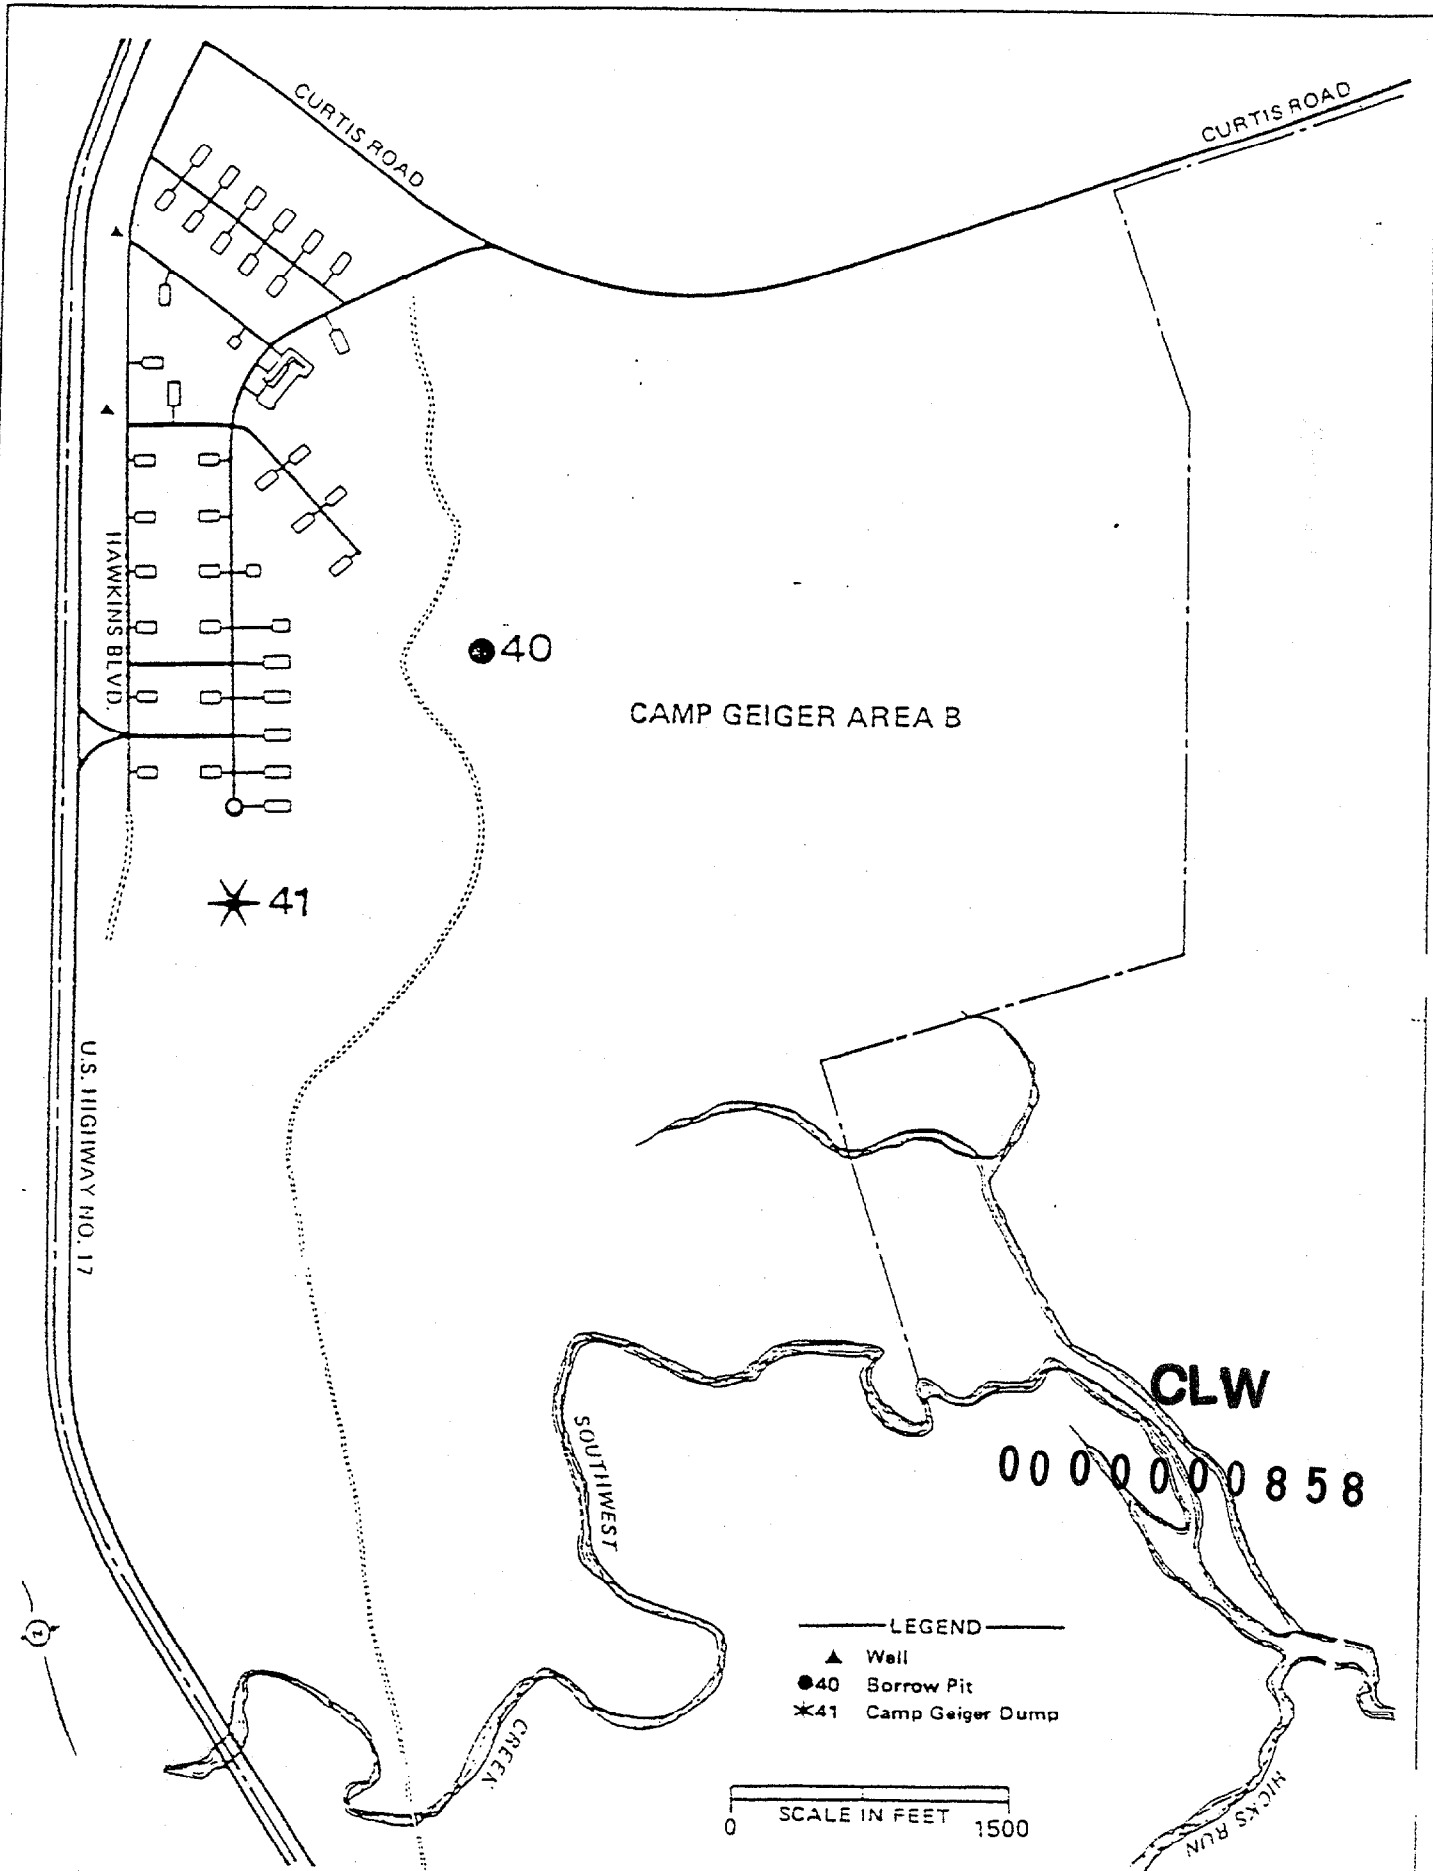 CURTIS ROAD
CURTIS ROAD
HAWKINS BLVD.
40
CAMP GEIGER AREA B
41
U.S. HIGHWAY NO. 17
CLW
0000000858
SOUTHWEST
CREEK
LEGEND
Well
40 Borrow Pit
41 Camp Geiger Dump
SCALE IN FEET
0 1500
HICKS RUN
Z